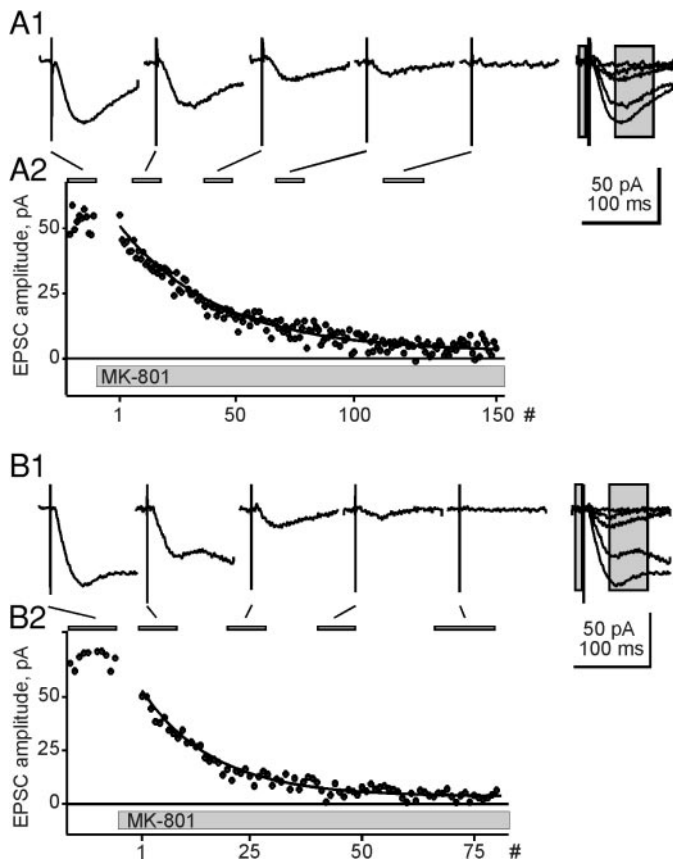 A1
50 pA
100 ms
A2
EPSC amplitude, pA
50
25
0
MK-801
1
50
100
150
#
B1
50 pA
100 ms
B2
EPSC amplitude, pA
50
25
0
MK-801
1
25
50
75
#